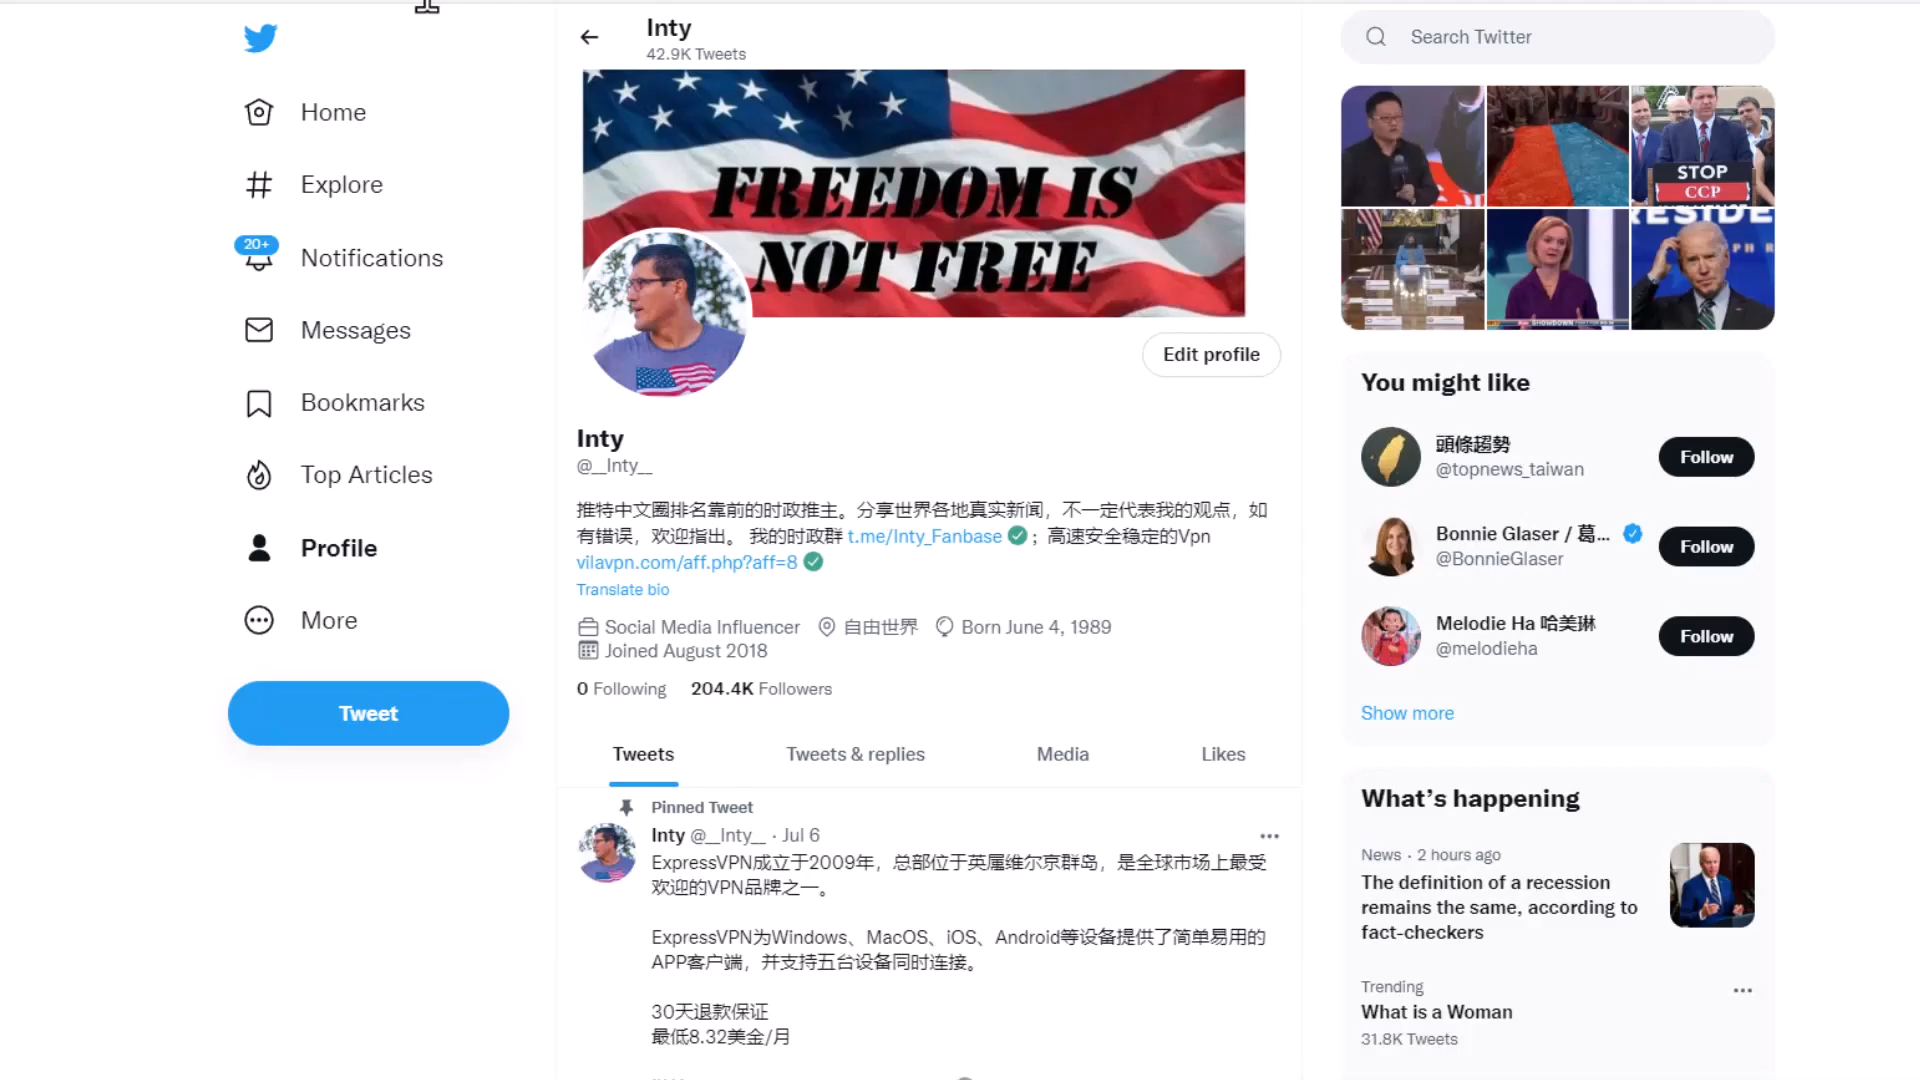 Inty
42.9K Tweets
FREEDOM IS
NOT FREE
Home
Explore
20+
Notifications
Messages
Bookmarks
Top Articles
Profile
More
Tweet
Edit profile
Inty
@__Inty__
推特中文圈排名靠前的时政推主。分享世界各地真实新闻，不一定代表我的观点，如
有错误，欢迎指出。 我的时政群 t.me/Inty_Fanbase ；高速安全稳定的Vpn
vilavpn.com/aff.php?aff=8
Translate bio
Social Media Influencer 自由世界 Born June 4, 1989
Joined August 2018
0 Following 204.4K Followers
Tweets Tweets & replies Media Likes
Pinned Tweet
Inty @__Inty__ · Jul 6
ExpressVPN成立于2009年，总部位于英属维尔京群岛，是全球市场上最受
欢迎的VPN品牌之一。
ExpressVPN为Windows、MacOS、iOS、Android等设备提供了简单易用的
APP客户端，并支持五台设备同时连接。
30天退款保证
最低8.32美金/月
Search Twitter
STOP
CCP
You might like
頭條趨勢
@topnews_taiwan
Follow
Bonnie Glaser / 葛...
@BonnieGlaser
Follow
Melodie Ha 哈美琳
@melodieha
Follow
Show more
What's happening
News · 2 hours ago
The definition of a recession
remains the same, according to
fact-checkers
Trending
What is a Woman
31.8K Tweets